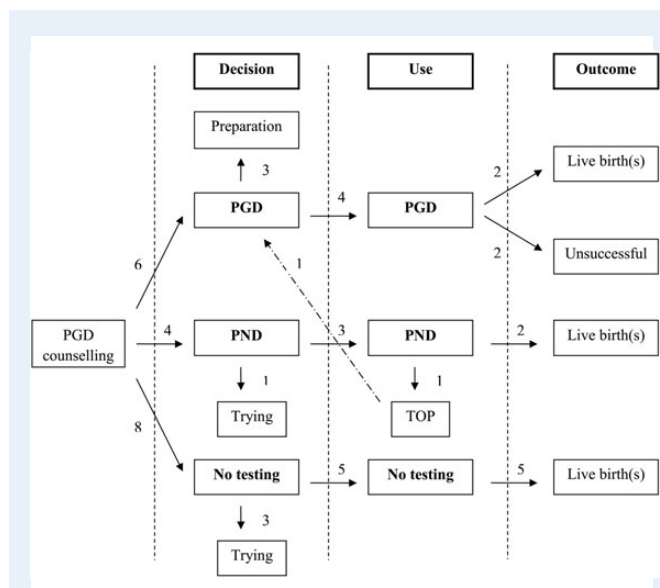 Decision
Use
Outcome
Preparation
3
Live birth(s)
2
PGD
4
PGD
2
Unsuccessful
6
1
PGD
counselling
4
PND
3
PND
2
Live birth(s)
1
1
Trying
TOP
8
No testing
5
No testing
5
Live birth(s)
3
Trying